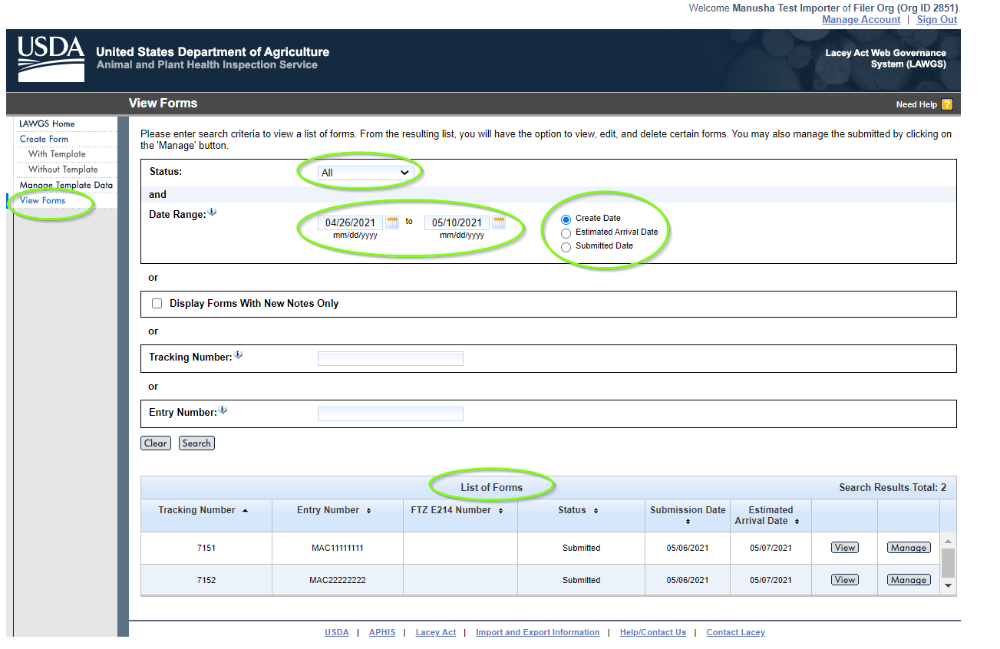 Welcome Manusha Test Importer of Filer Org (Org ID 2851).
Manage Account | Sign Out
USDA
United States Department of Agriculture
Animal and Plant Health Inspection Service
Lacey Act Web Governance
System (LAWGS)
View Forms
Need Help ?
LAWGS Home
Create Form
With Template
Without Template
Manage Template Data
View Forms
Please enter search criteria to view a list of forms. From the resulting list, you will have the option to view, edit, and delete certain forms. You may also manage the submitted by clicking on
the 'Manage' button.
Status: All
and
Date Range: 04/26/2021 to 05/10/2021
mm/dd/yyyy mm/dd/yyyy
Create Date
Estimated Arrival Date
Submitted Date
or
Display Forms With New Notes Only
or
Tracking Number:
or
Entry Number:
Clear Search
List of Forms Search Results Total: 2
Tracking Number Entry Number FTZ E214 Number Status Submission Date Estimated Arrival Date
7151 MAC11111111 Submitted 05/06/2021 05/07/2021 View Manage
7152 MAC22222222 Submitted 05/06/2021 05/07/2021 View Manage
USDA | APHIS | Lacey Act | Import and Export Information | Help/Contact Us | Contact Lacey